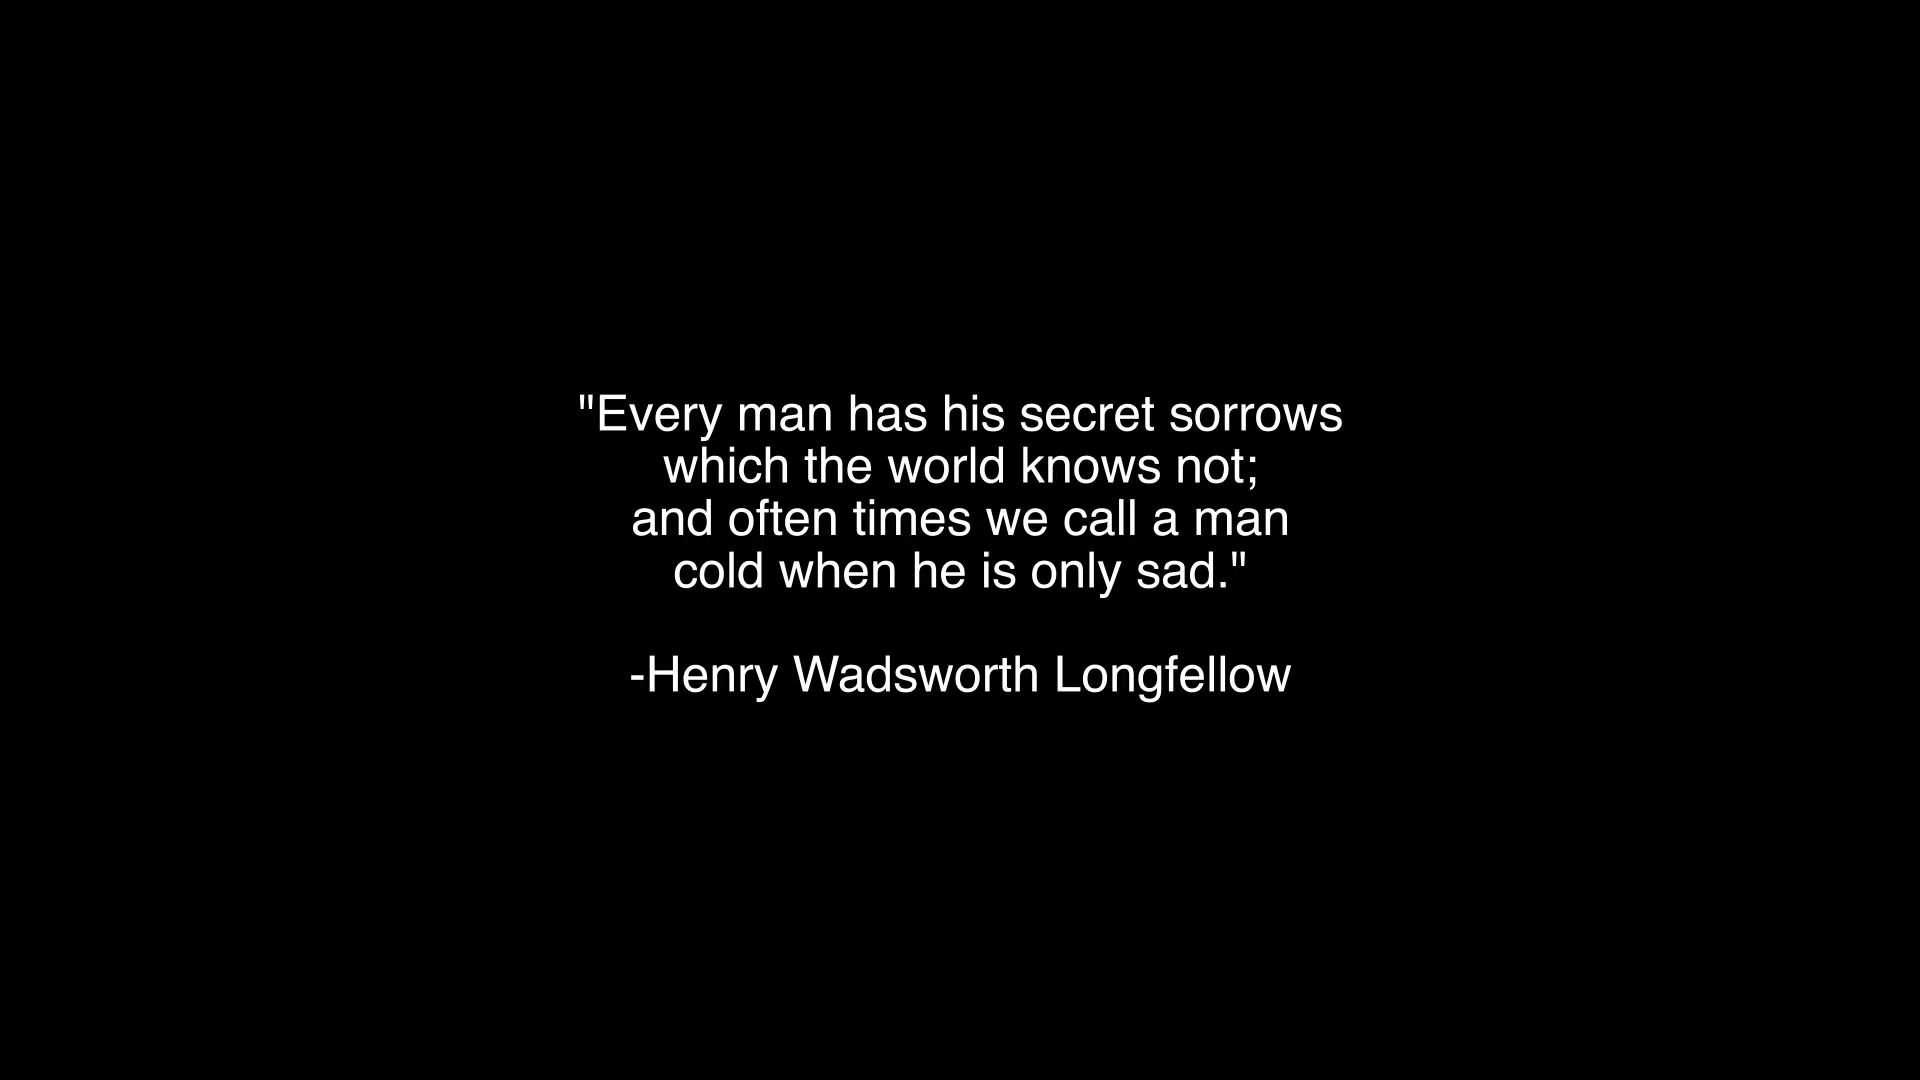 "Every man has his secret sorrows
which the world knows not;
and often times we call a man
cold when he is only sad."
-Henry Wadsworth Longfellow